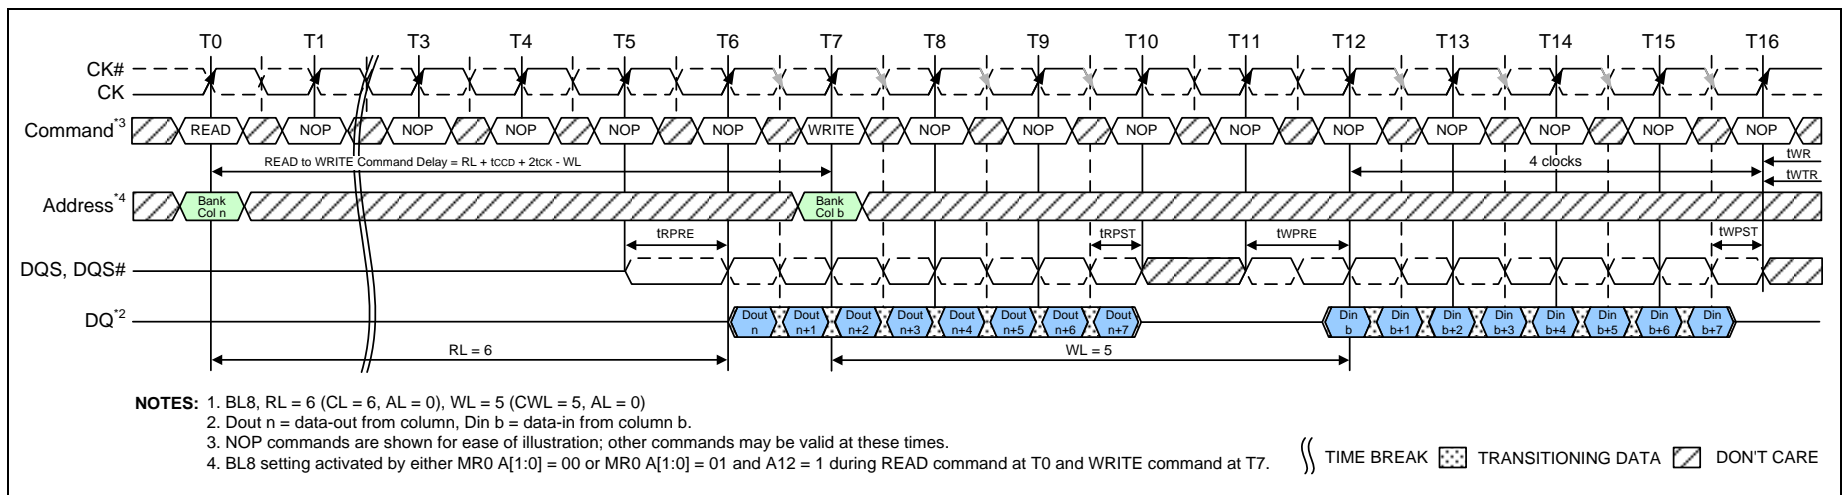 T0 T1 T3 T4 T5 T6 T7 T8 T9 T10 T11 T12 T13 T14 T15 T16
CK#
CK
Command*3 READ NOP NOP NOP NOP NOP WRITE NOP NOP NOP NOP NOP NOP NOP NOP NOP
READ to WRITE Command Delay = RL + tCCD + 2tCK - WL
4 clocks
tWR
tWTR
Address*4 Bank Col n Bank Col b
tRPRE tRPST tWPRE tWPST
DQS, DQS#
DQ*2 Dout n Dout n+1 Dout n+2 Dout n+3 Dout n+4 Dout n+5 Dout n+6 Dout n+7 Din b Din b+1 Din b+2 Din b+3 Din b+4 Din b+5 Din b+6 Din b+7
RL = 6 WL = 5
NOTES: 1. BL8, RL = 6 (CL = 6, AL = 0), WL = 5 (CWL = 5, AL = 0)
2. Dout n = data-out from column, Din b = data-in from column b.
3. NOP commands are shown for ease of illustration; other commands may be valid at these times.
4. BL8 setting activated by either MR0 A[1:0] = 00 or MR0 A[1:0] = 01 and A12 = 1 during READ command at T0 and WRITE command at T7.
TIME BREAK TRANSITIONING DATA DON'T CARE